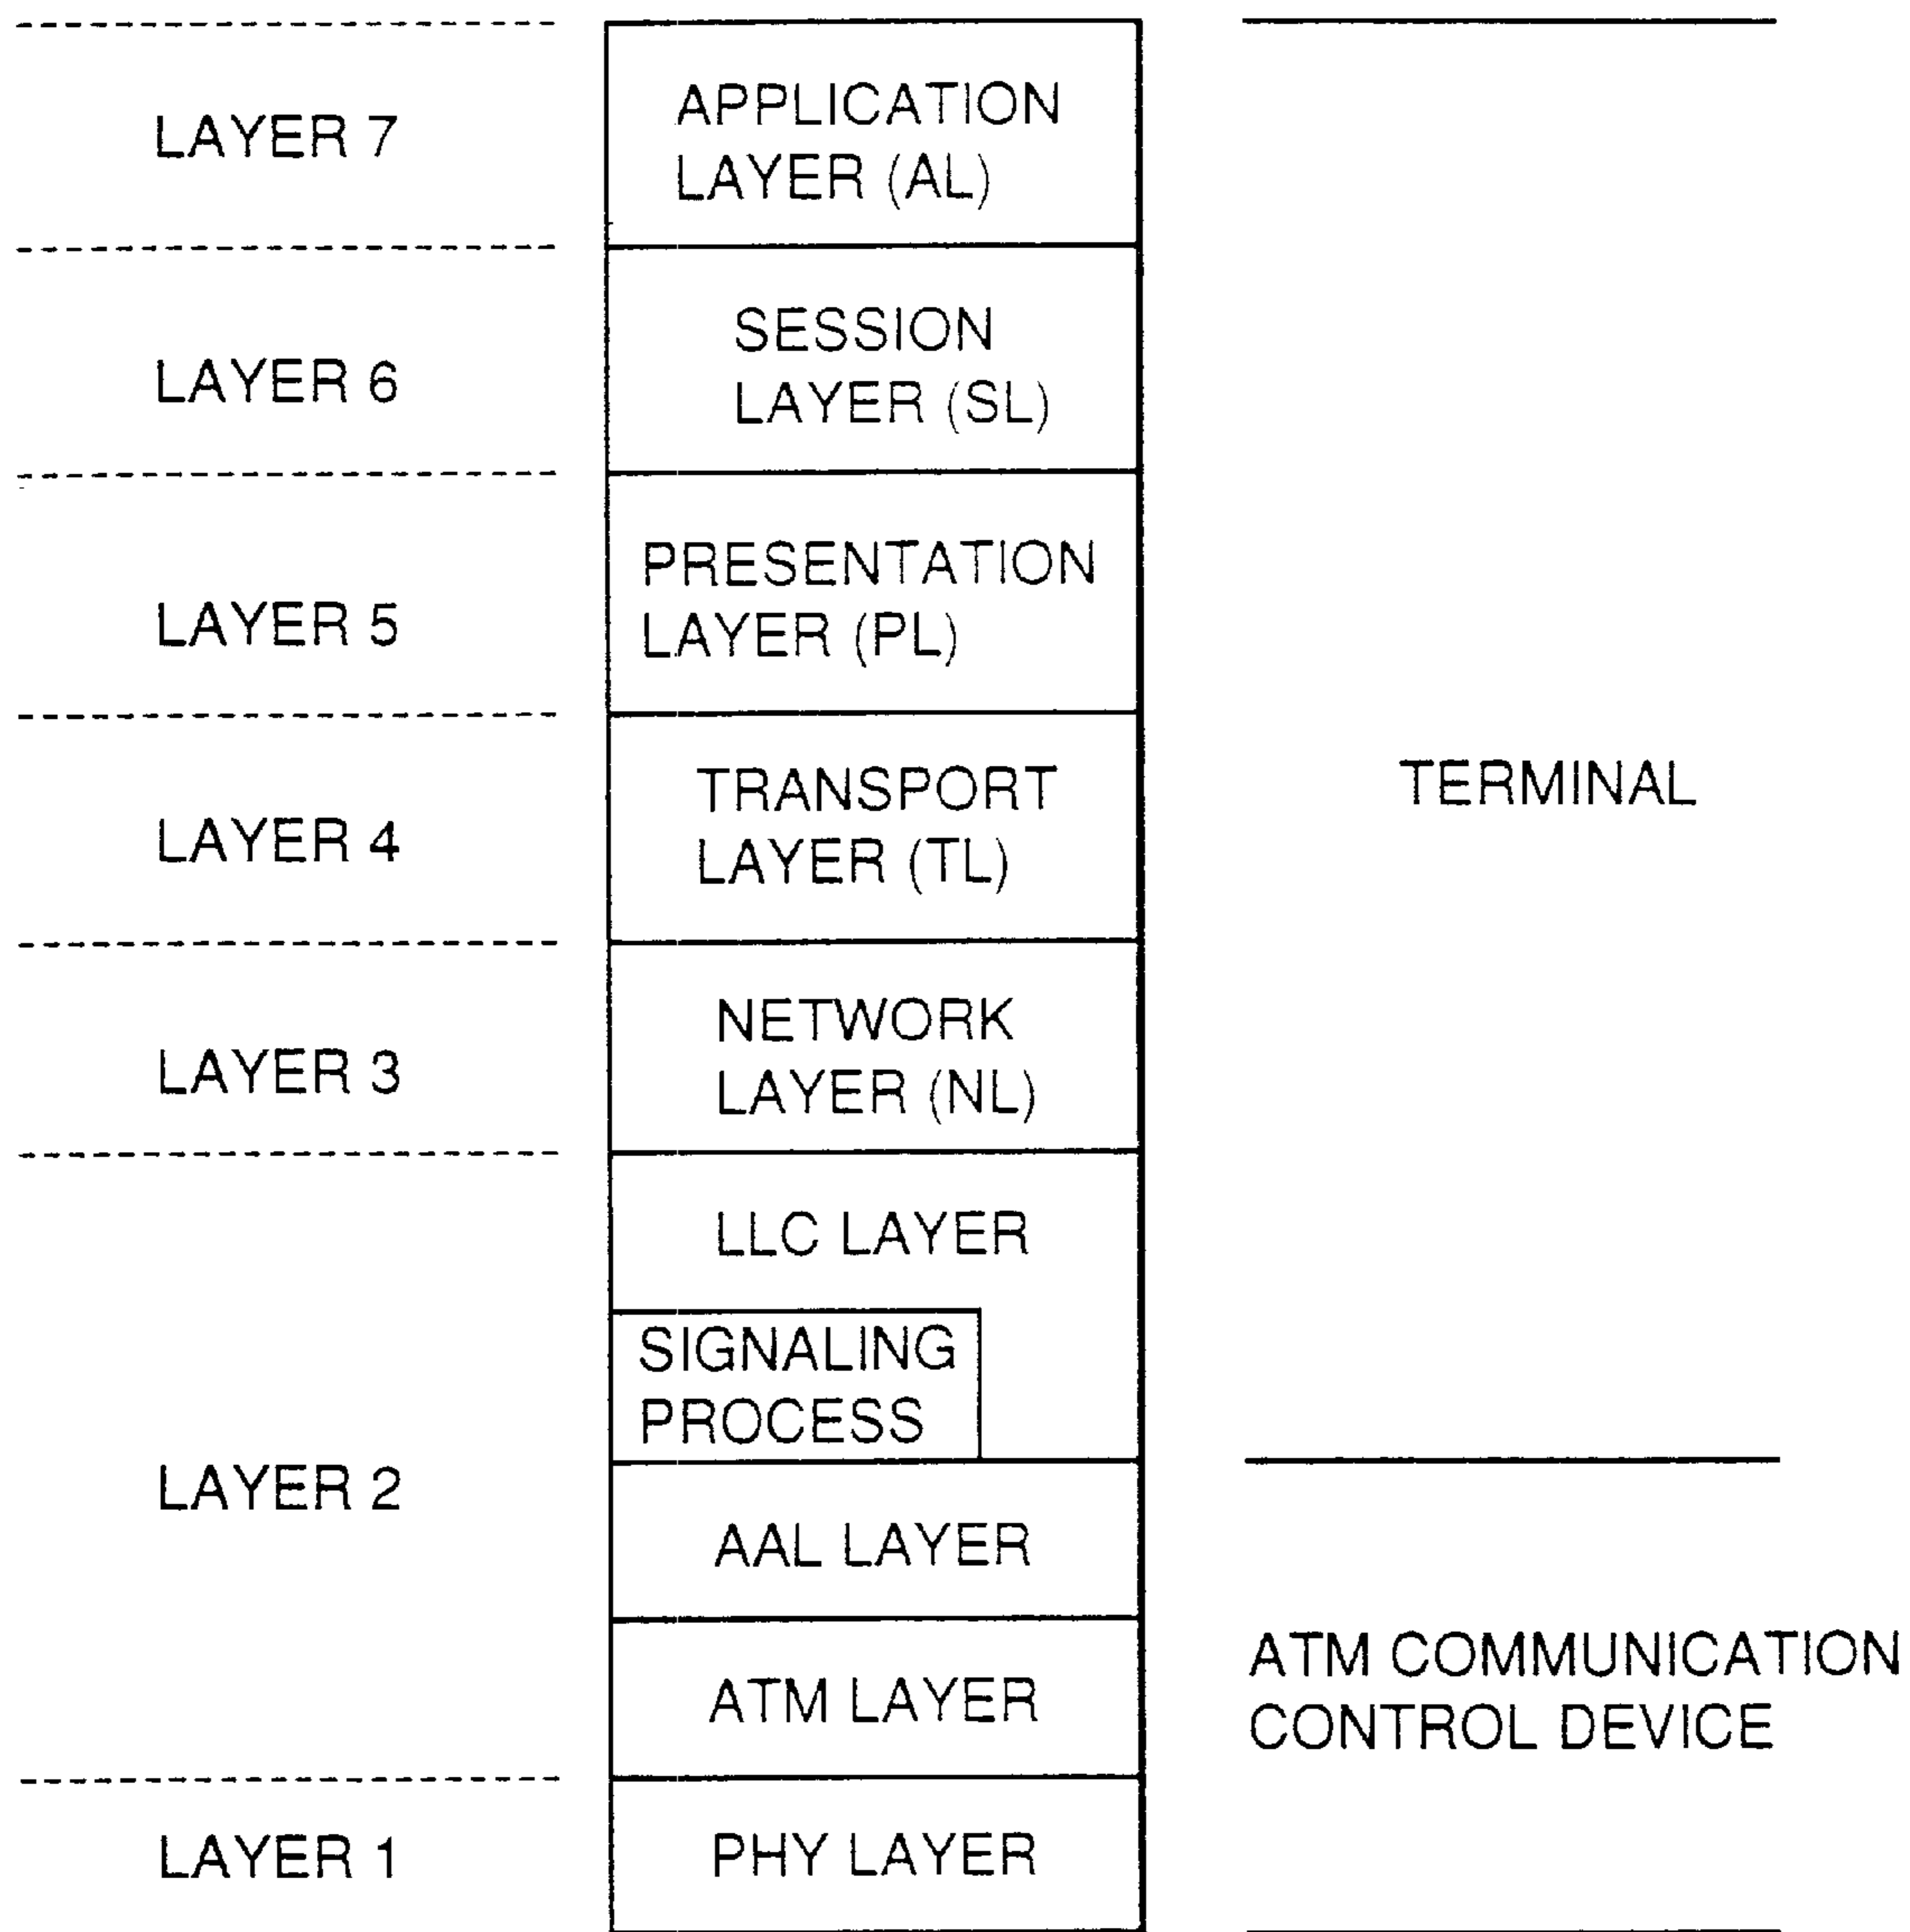 LAYER 7
APPLICATION
LAYER (AL)
LAYER 6
SESSION
LAYER (SL)
LAYER 5
PRESENTATION
LAYER (PL)
LAYER 4
TRANSPORT
LAYER (TL)
TERMINAL
LAYER 3
NETWORK
LAYER (NL)
LAYER 2
LLC LAYER
SIGNALING
PROCESS
AAL LAYER
ATM LAYER
ATM COMMUNICATION
CONTROL DEVICE
LAYER 1
PHY LAYER